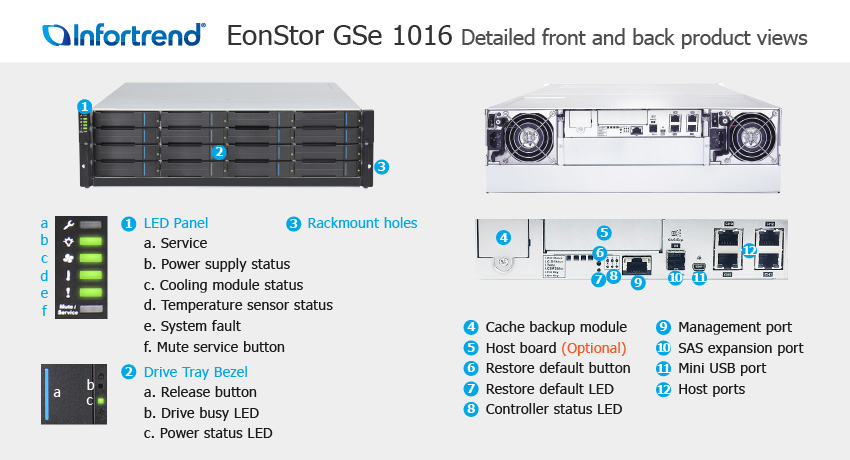 Infortrend®
EonStor GSe 1016 Detailed front and back product views
1
2
3
a
b
c
d
e
f
Mute /
Service
1 LED Panel
a. Service
b. Power supply status
c. Cooling module status
d. Temperature sensor status
e. System fault
f. Mute service button
3 Rackmount holes
a
b
c
2 Drive Tray Bezel
a. Release button
b. Drive busy LED
c. Power status LED
4
5
6
7
8
9
10
11
12
4 Cache backup module
5 Host board (Optional)
6 Restore default button
7 Restore default LED
8 Controller status LED
9 Management port
10 SAS expansion port
11 Mini USB port
12 Host ports